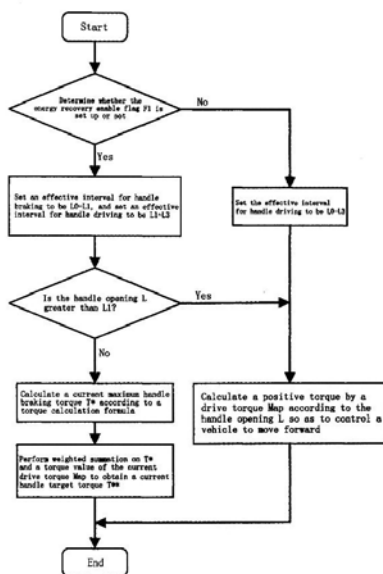 Start
Determine whether the
energy recovery enable flag F1 is
set up or set
No
Yes
Set an effective interval for handle
braking to be L0-L1, and set an effective
interval for handle driving to be L1-L3
Set the effective interval
for handle driving to be L0-L3
Is the handle opening L
greater than L1?
Yes
No
Calculate a current maximum handle
braking torque T* according to a
torque calculation formula
Calculate a positive torque by a
drive torque Map according to the
handle opening L so as to control a
vehicle to move forward
Perform weighted summation on T*
and a torque value of the current
drive torque Map to obtain a current
handle target torque T**
End